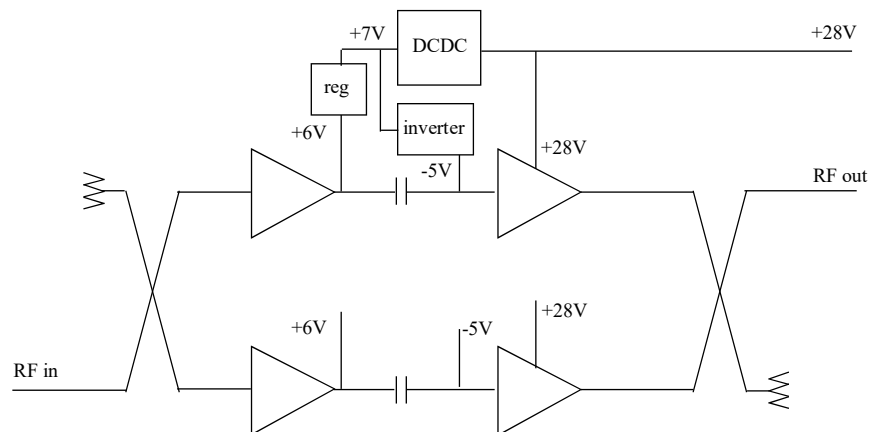 +7V
DCDC
+28V
reg
+6V
inverter
-5V
+28V
RF out
+6V
-5V
+28V
RF in